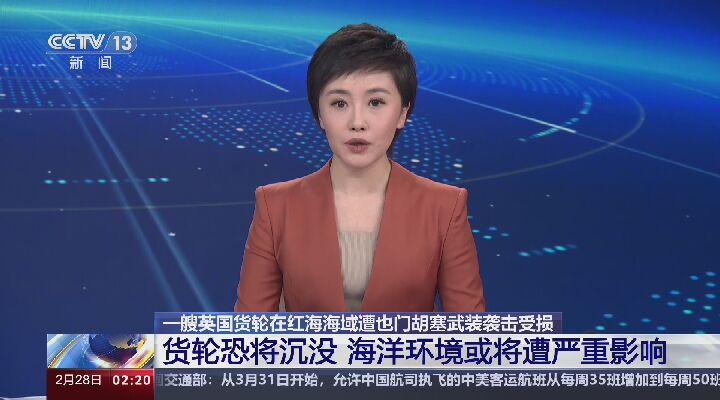 CCTV 13
新闻
一艘英国货轮在红海海域遭也门胡塞武装袭击受损
货轮恐将沉没 海洋环境或将遭严重影响
2月28日 02:20 国交通部：从3月31日开始，允许中国航司执飞的中美客运航班从每周35班增加到每周50班